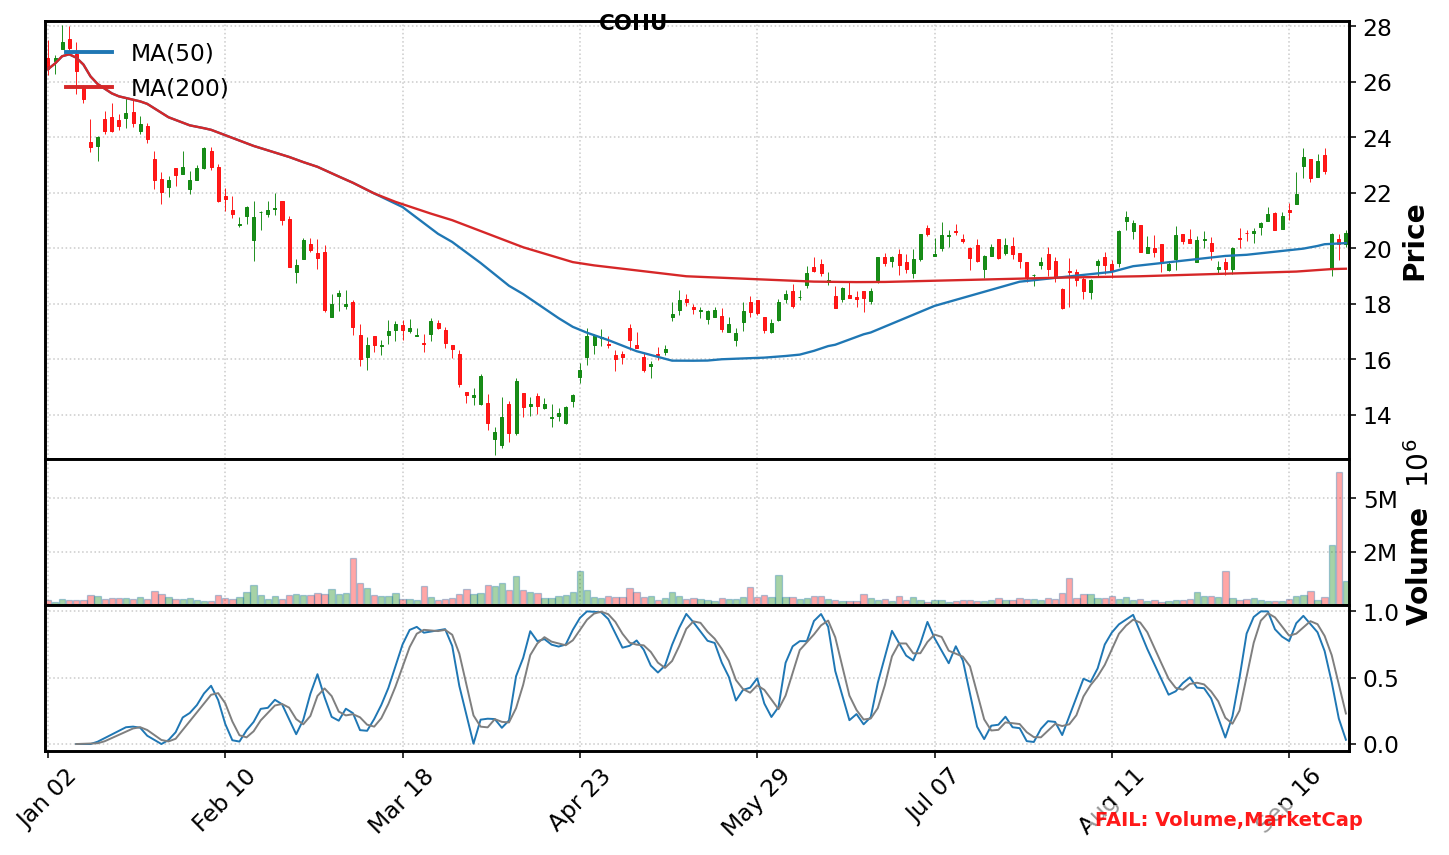 COHU
MA(50)
MA(200)
28
26
24
22
20
18
16
14
Price
5M
2M
Volume 10^6
1.0
0.5
0.0
Jan 02
Feb 10
Mar 18
Apr 23
May 29
Jul 07
Aug 11
Sep 16
FAIL: Volume,MarketCap